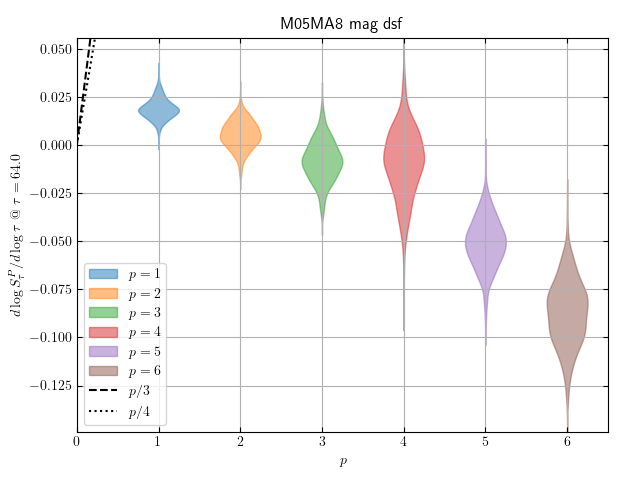 M05MA8 mag dsf
d log S_τ^p / d log τ @ τ = 64.0
0.050
0.025
0.000
−0.025
−0.050
−0.075
−0.100
−0.125
p = 1
p = 2
p = 3
p = 4
p = 5
p = 6
p/3
p/4
0 1 2 3 4 5 6
p